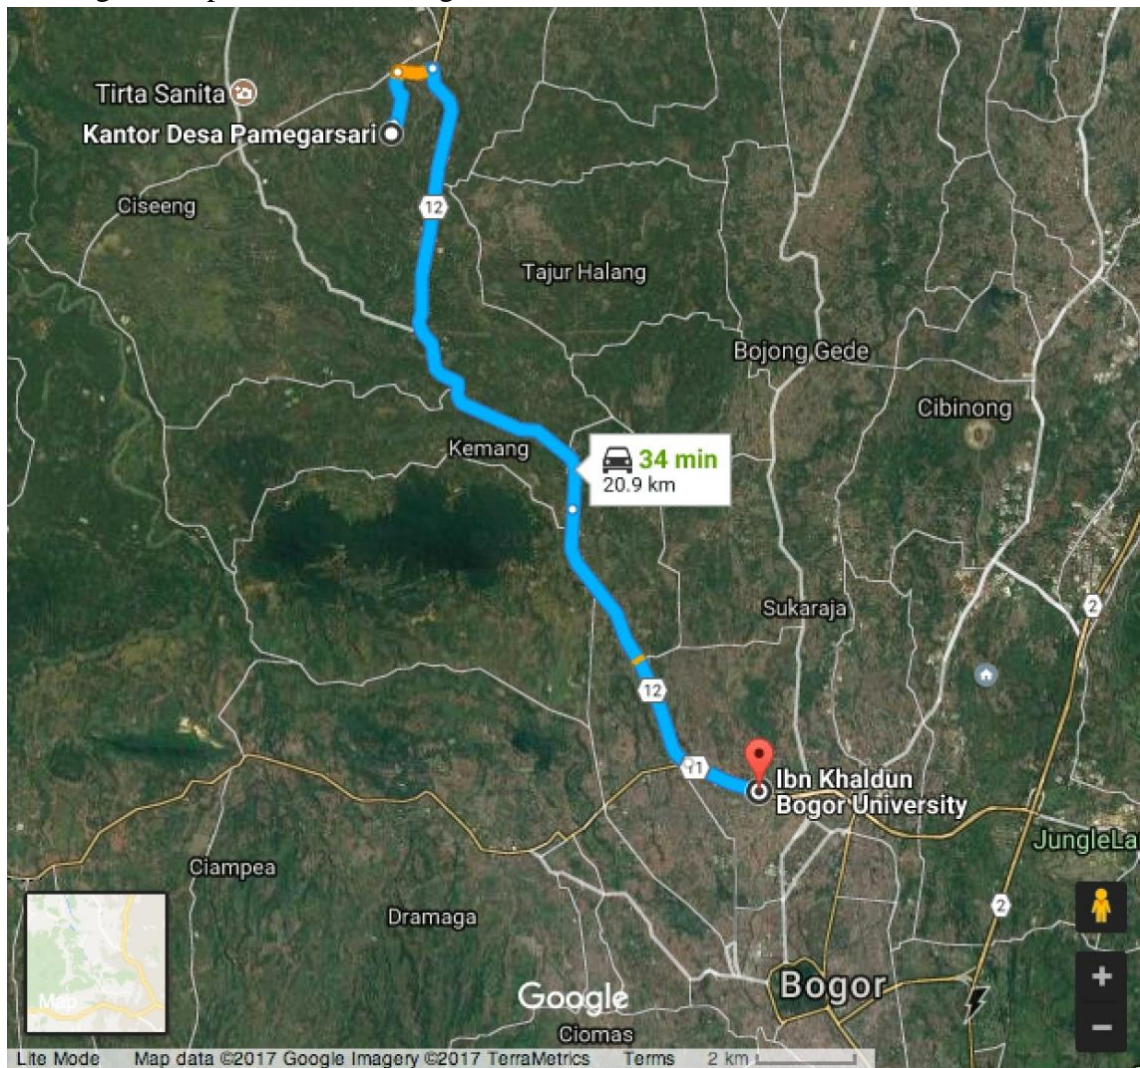 Tirta Sanita
Kantor Desa Pamegarsari
12
Ciseeng
Tajur Halang
Bojong Gede
Cibinong
Kemang
34 min
20.9 km
2
Sukaraja
12
11
Ibn Khaldun
Bogor University
JungleLa
Ciampea
2
Dramaga
Bogor
Map
Google
Ciomas
Lite Mode Map data ©2017 Google Imagery ©2017 TerraMetrics Terms 2 km